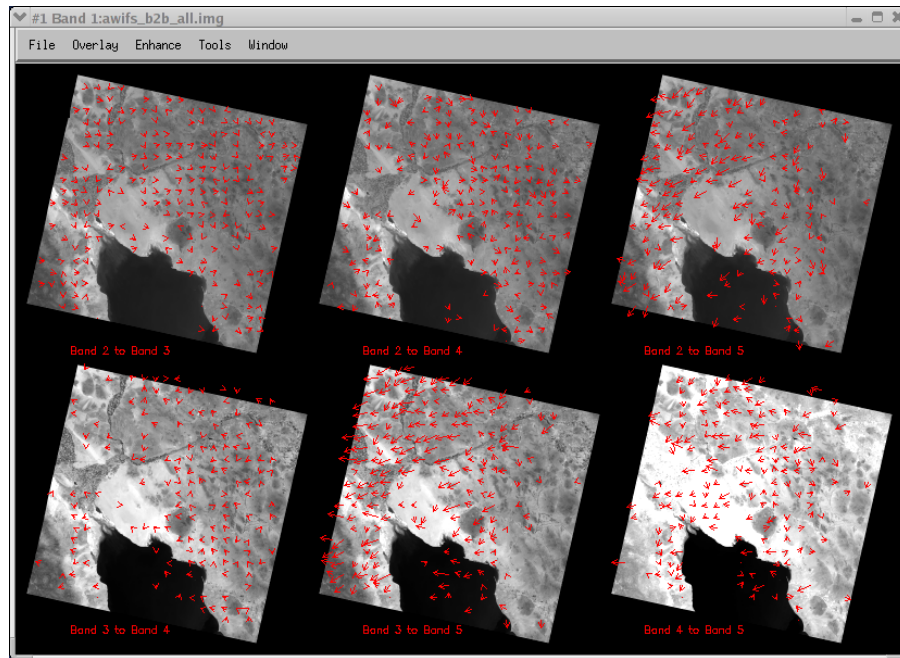 #1 Band 1:awifs_b2b_all.img
File Overlay Enhance Tools Window
Band 2 to Band 3
Band 2 to Band 4
Band 2 to Band 5
Band 3 to Band 4
Band 3 to Band 5
Band 4 to Band 5